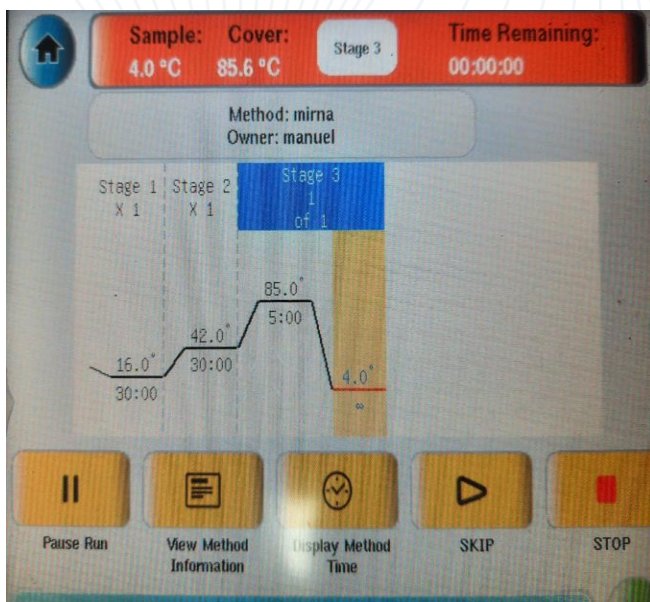 Sample:
4.0 °C
Cover:
85.6 °C
Stage 3
Time Remaining:
00:00:00
Method: mirna
Owner: manuel
Stage 1
X 1
Stage 2
X 1
Stage 3
1
of 1
16.0°
30:00
42.0°
30:00
85.0°
5:00
4.0°
∞
Pause Run
View Method
Information
Display Method
Time
SKIP
STOP